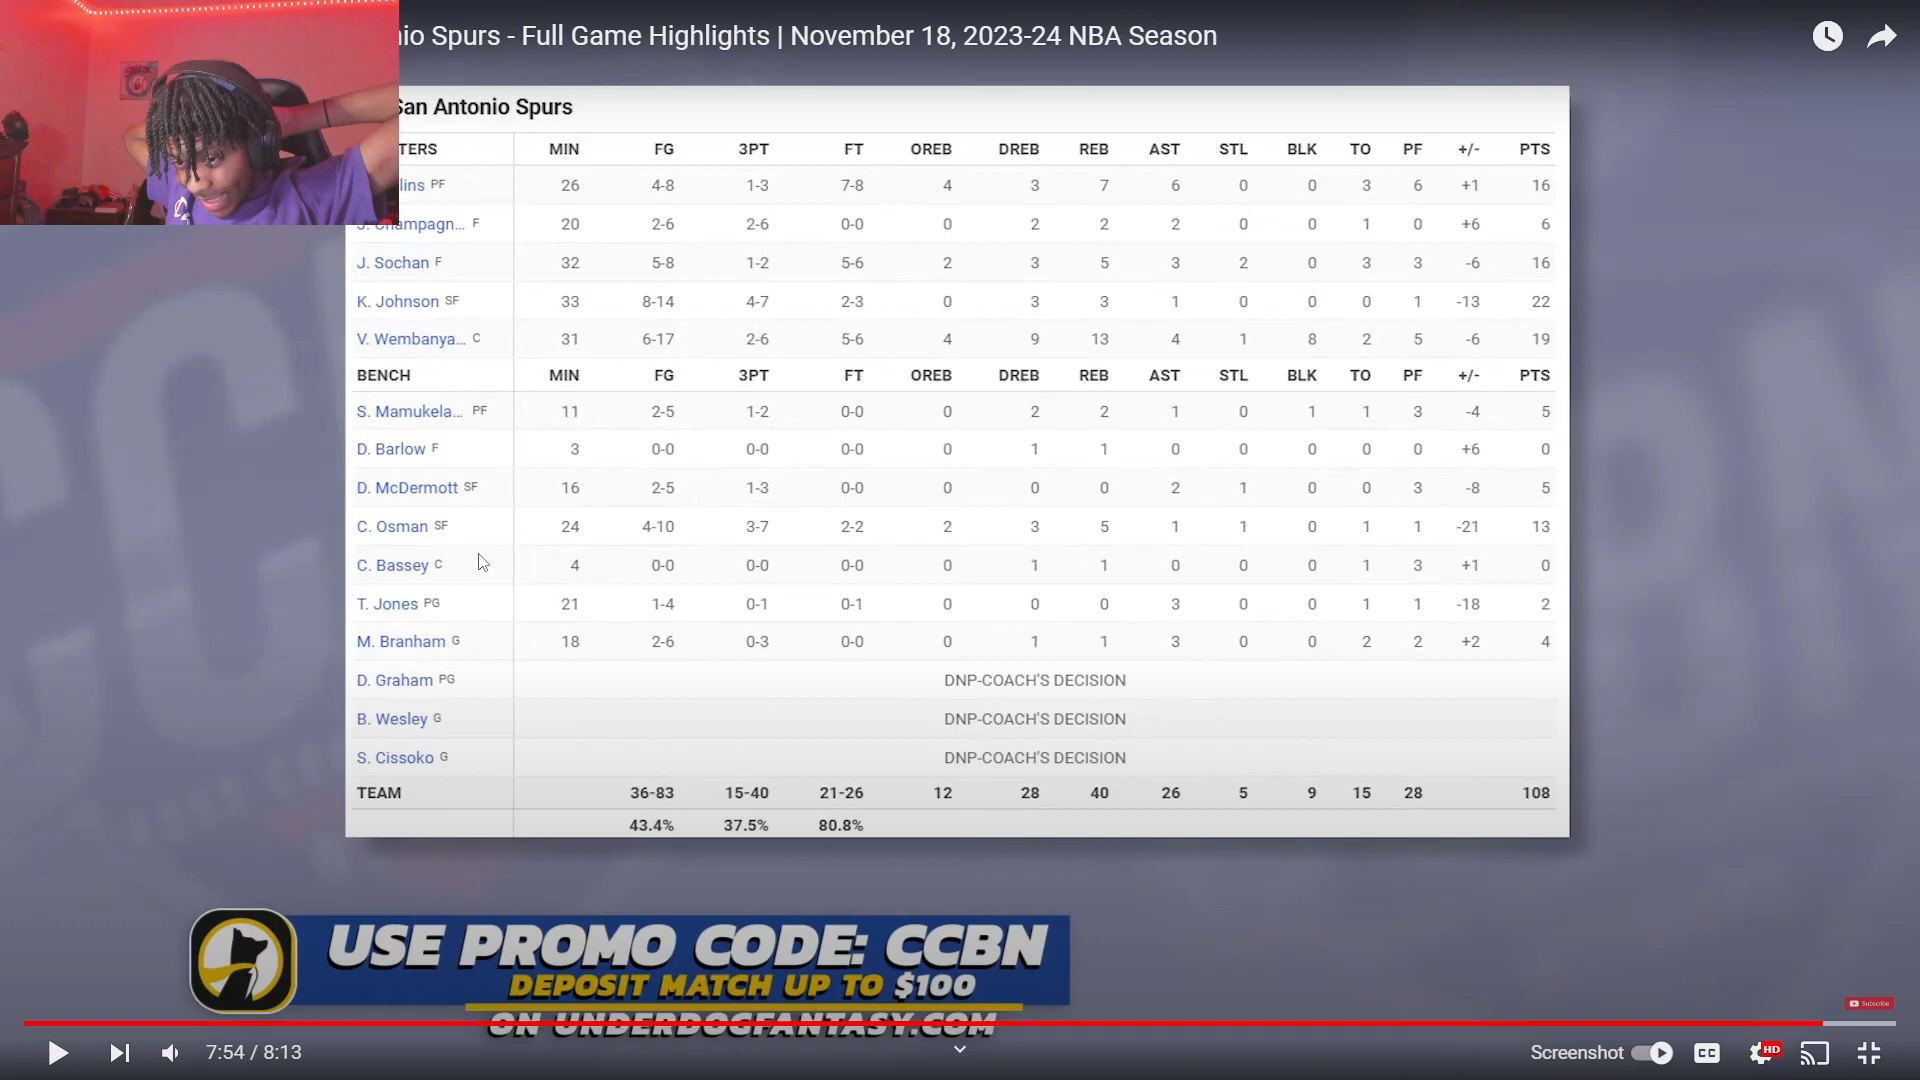 nio Spurs - Full Game Highlights | November 18, 2023-24 NBA Season
San Antonio Spurs
TERS MIN FG 3PT FT OREB DREB REB AST STL BLK TO PF +/- PTS
lins PF 26 4-8 1-3 7-8 4 3 7 6 0 0 3 6 +1 16
J. Champagn... F 20 2-6 2-6 0-0 0 2 2 2 0 0 1 0 +6 6
J. Sochan F 32 5-8 1-2 5-6 2 3 5 3 2 0 3 3 -6 16
K. Johnson SF 33 8-14 4-7 2-3 0 3 3 1 0 0 0 1 -13 22
V. Wembanya... C 31 6-17 2-6 5-6 4 9 13 4 1 8 2 5 -6 19
BENCH MIN FG 3PT FT OREB DREB REB AST STL BLK TO PF +/- PTS
S. Mamukela... PF 11 2-5 1-2 0-0 0 2 2 1 0 1 1 3 -4 5
D. Barlow F 3 0-0 0-0 0-0 0 1 1 0 0 0 0 0 +6 0
D. McDermott SF 16 2-5 1-3 0-0 0 0 0 2 1 0 0 3 -8 5
C. Osman SF 24 4-10 3-7 2-2 2 3 5 1 1 0 1 1 -21 13
C. Bassey C 4 0-0 0-0 0-0 0 1 1 0 0 0 1 3 +1 0
T. Jones PG 21 1-4 0-1 0-1 0 0 0 3 0 0 1 1 -18 2
M. Branham G 18 2-6 0-3 0-0 0 1 1 3 0 0 2 2 +2 4
D. Graham PG DNP-COACH'S DECISION
B. Wesley G DNP-COACH'S DECISION
S. Cissoko G DNP-COACH'S DECISION
TEAM 36-83 15-40 21-26 12 28 40 26 5 9 15 28 108
43.4% 37.5% 80.8%
USE PROMO CODE: CCBN
DEPOSIT MATCH UP TO $100
ON UNDERDOGFANTASY.COM
Subscribe
7:54 / 8:13
Screenshot CC HD